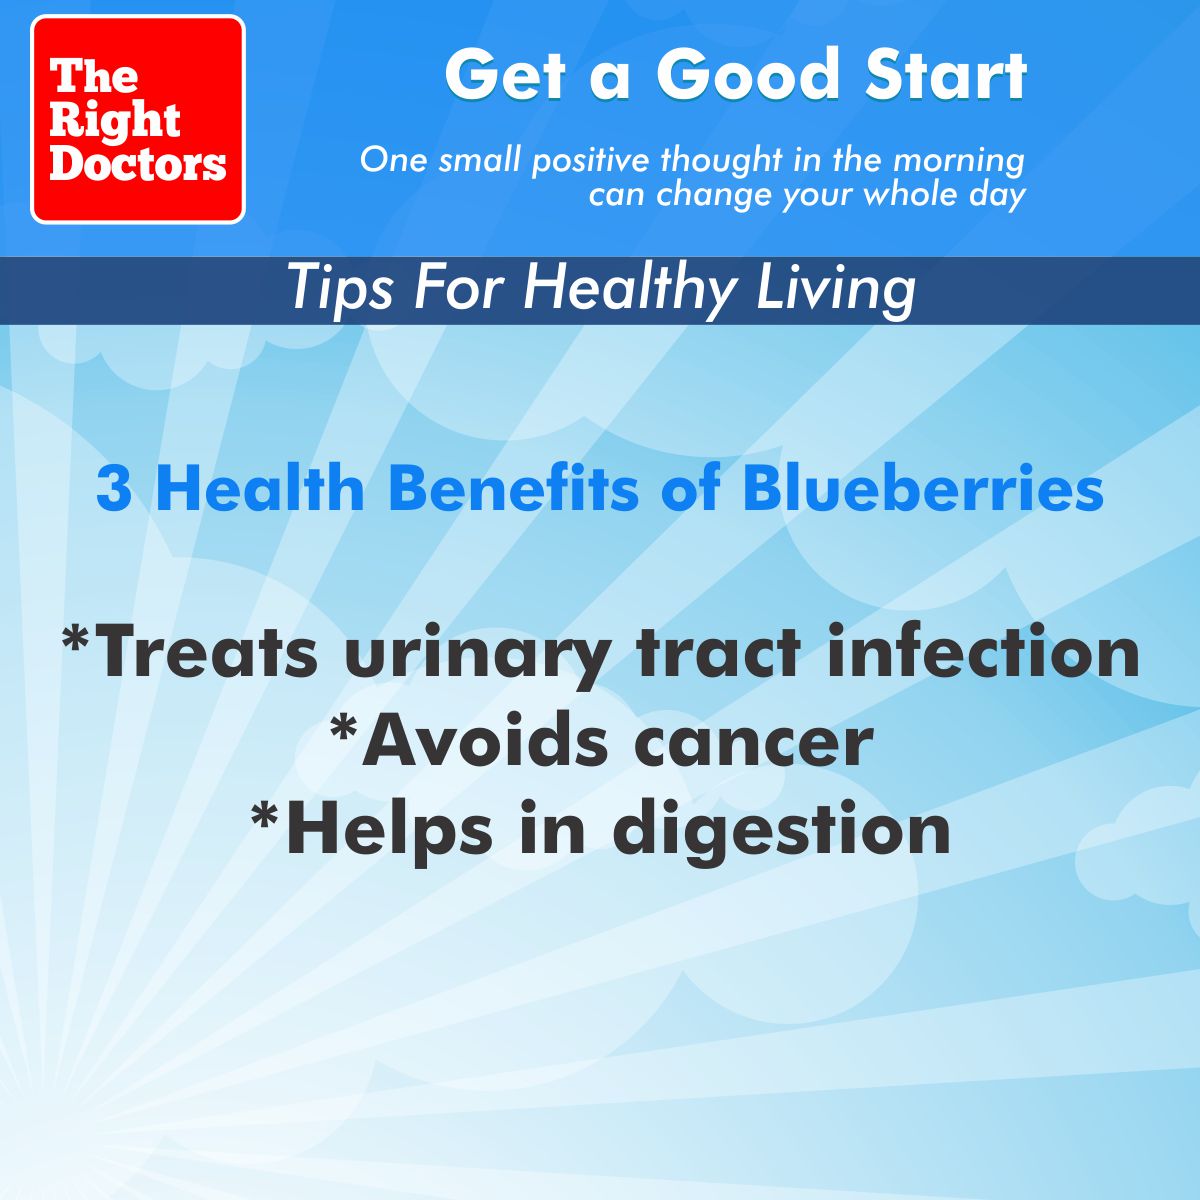 The
Right
Doctors
Get a Good Start
One small positive thought in the morning
can change your whole day
Tips For Healthy Living
3 Health Benefits of Blueberries
*Treats urinary tract infection
*Avoids cancer
*Helps in digestion